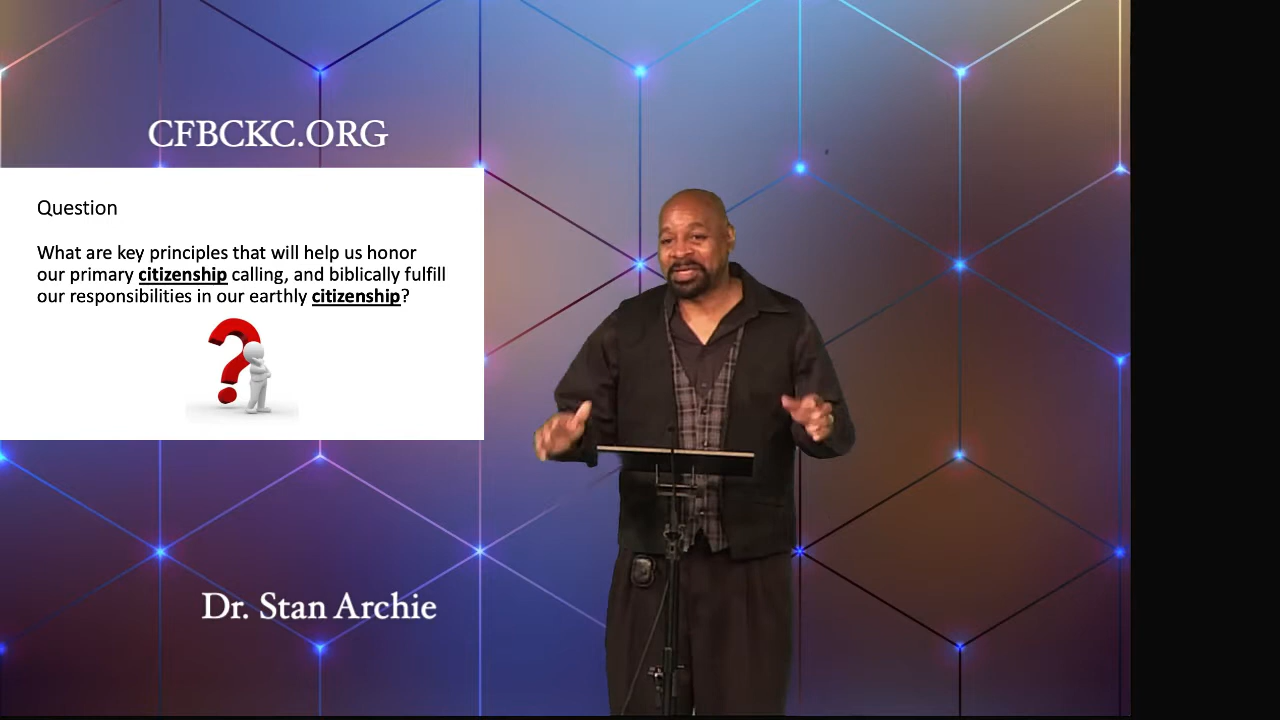 CFBCKC.ORG
Question
What are key principles that will help us honor
our primary citizenship calling, and biblically fulfill
our responsibilities in our earthly citizenship?
Dr. Stan Archie